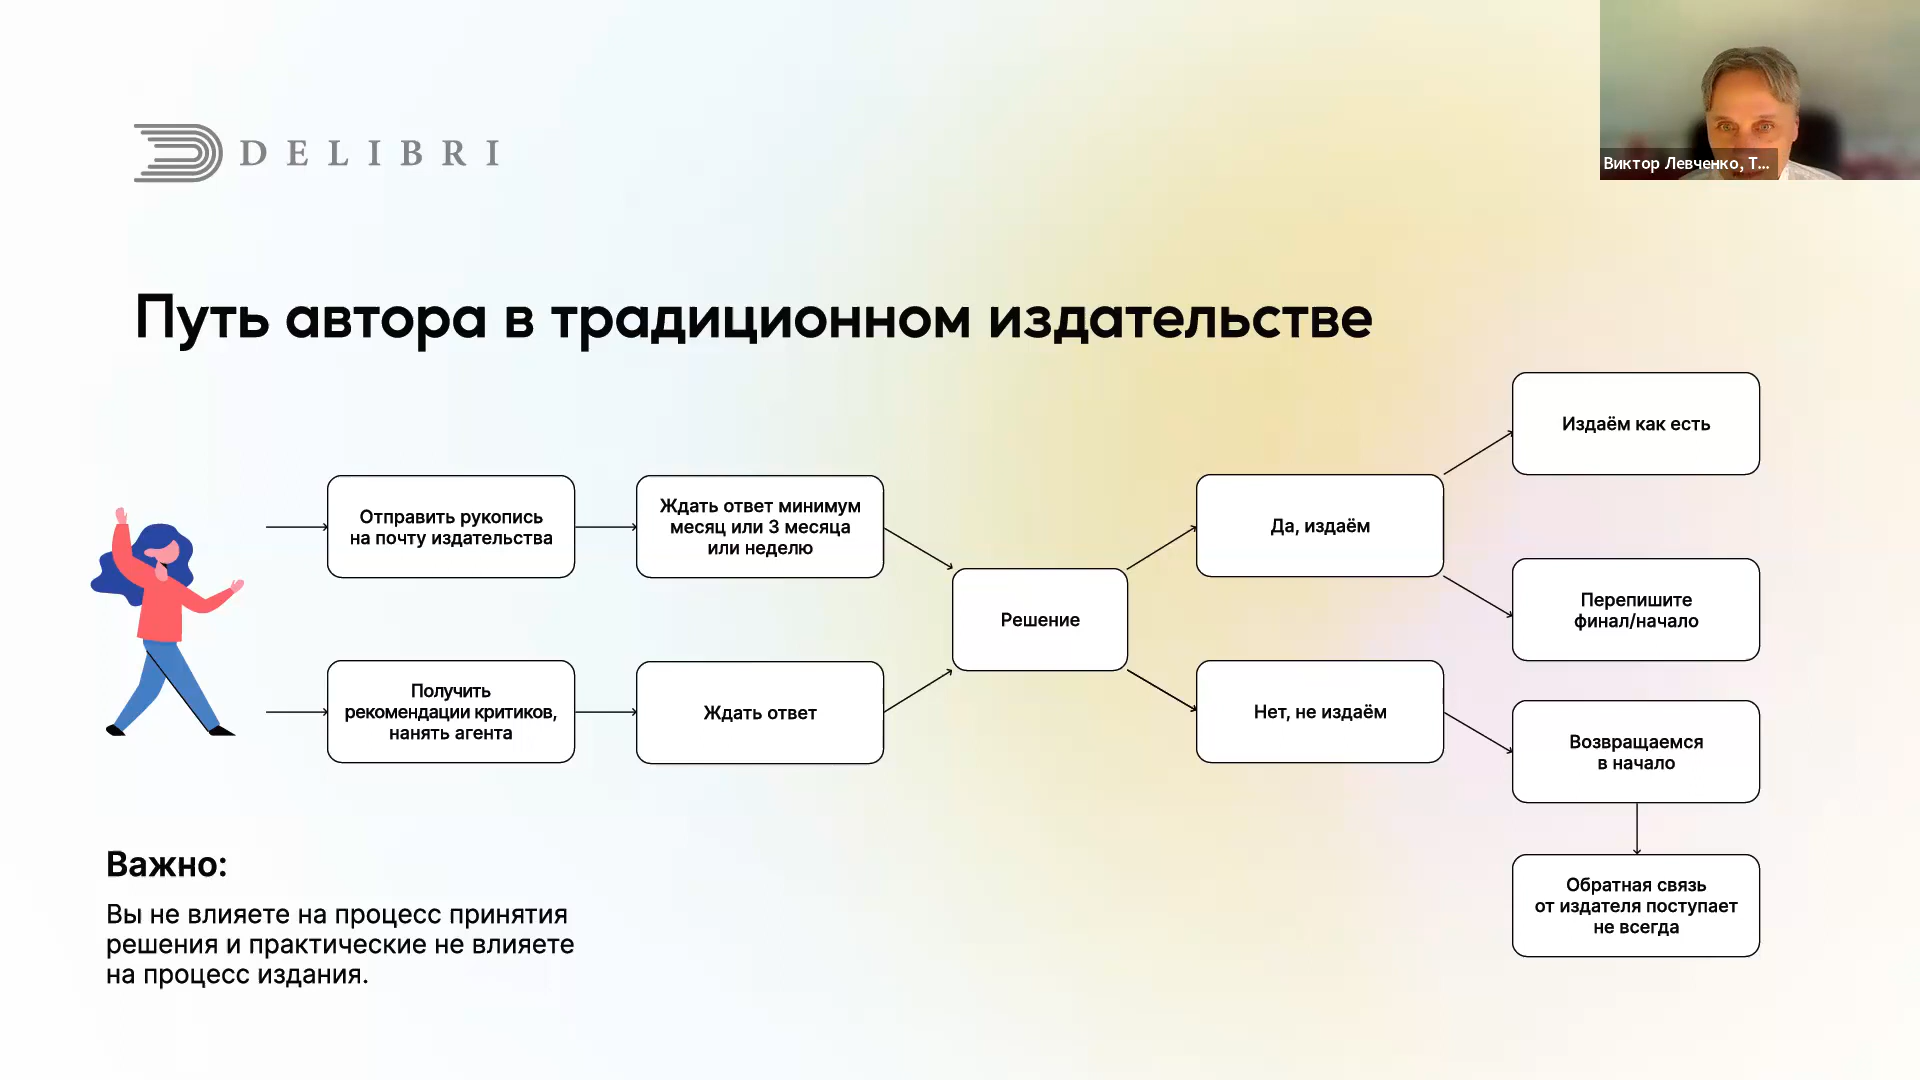 DELIBRI
Виктор Левченко, Т...
Путь автора в традиционном издательстве
Отправить рукопись
на почту издательства
Ждать ответ минимум
месяц или 3 месяца
или неделю
Получить
рекомендации критиков,
нанять агента
Ждать ответ
Решение
Да, издаём
Нет, не издаём
Издаём как есть
Перепишите
финал/начало
Возвращаемся
в начало
Обратная связь
от издателя поступает
не всегда
Важно:
Вы не влияете на процесс принятия
решения и практические не влияете
на процесс издания.